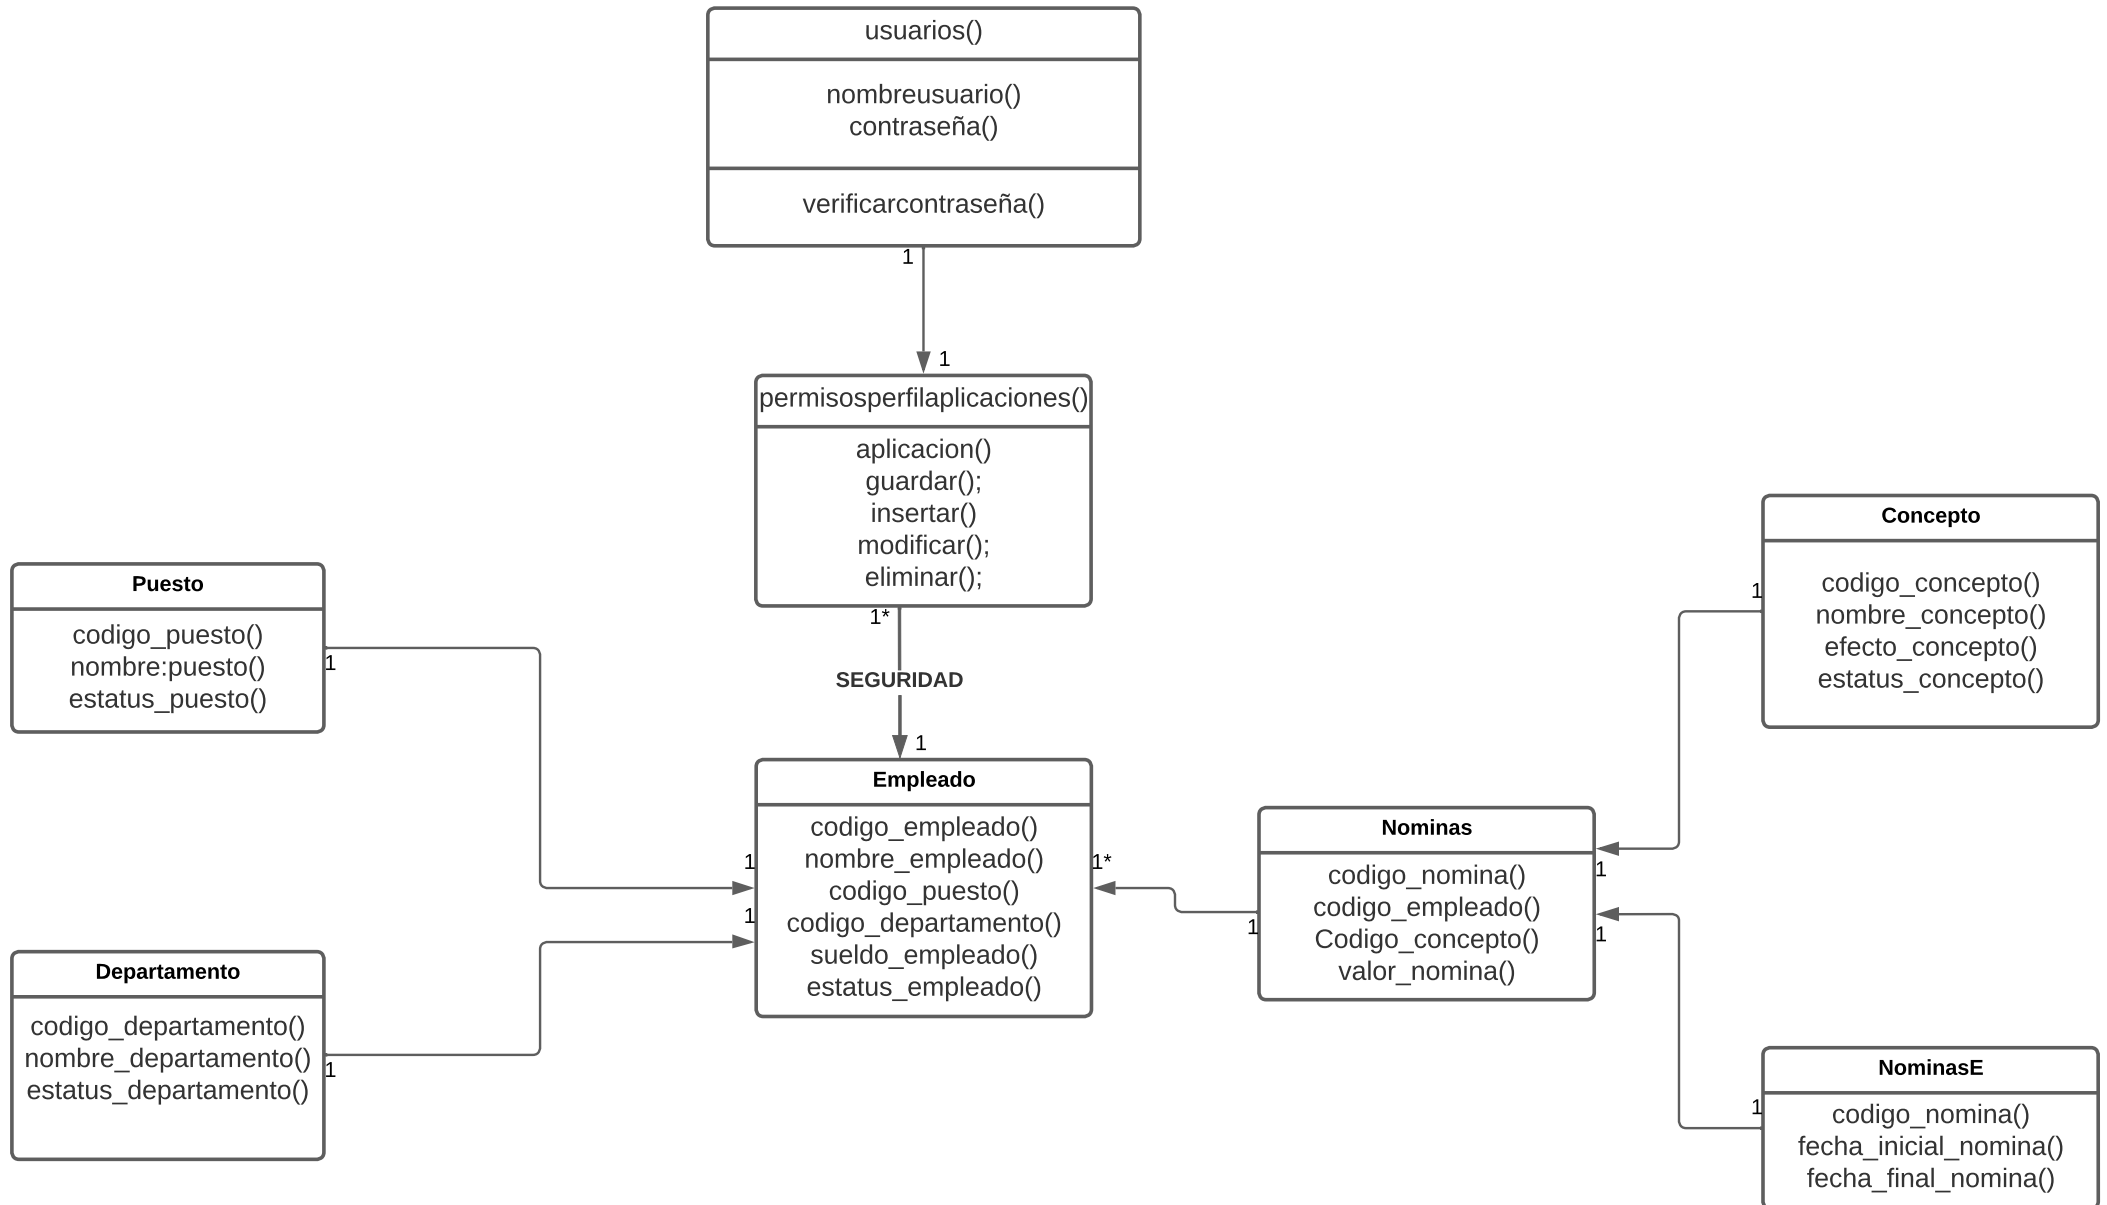 usuarios()
nombreusuario()
contraseña()
verificarcontraseña()
1
1
permisosperfilaplicaciones()
aplicacion()
guardar();
insertar()
modificar();
eliminar();
1*
SEGURIDAD
1
Puesto
codigo_puesto()
nombre:puesto()
estatus_puesto()
1
Departamento
codigo_departamento()
nombre_departamento()
estatus_departamento()
1
Empleado
codigo_empleado()
nombre_empleado()
codigo_puesto()
codigo_departamento()
sueldo_empleado()
estatus_empleado()
1
1
1*
Nominas
codigo_nomina()
codigo_empleado()
Codigo_concepto()
valor_nomina()
1
1
1
Concepto
codigo_concepto()
nombre_concepto()
efecto_concepto()
estatus_concepto()
1
NominasE
codigo_nomina()
fecha_inicial_nomina()
fecha_final_nomina()
1